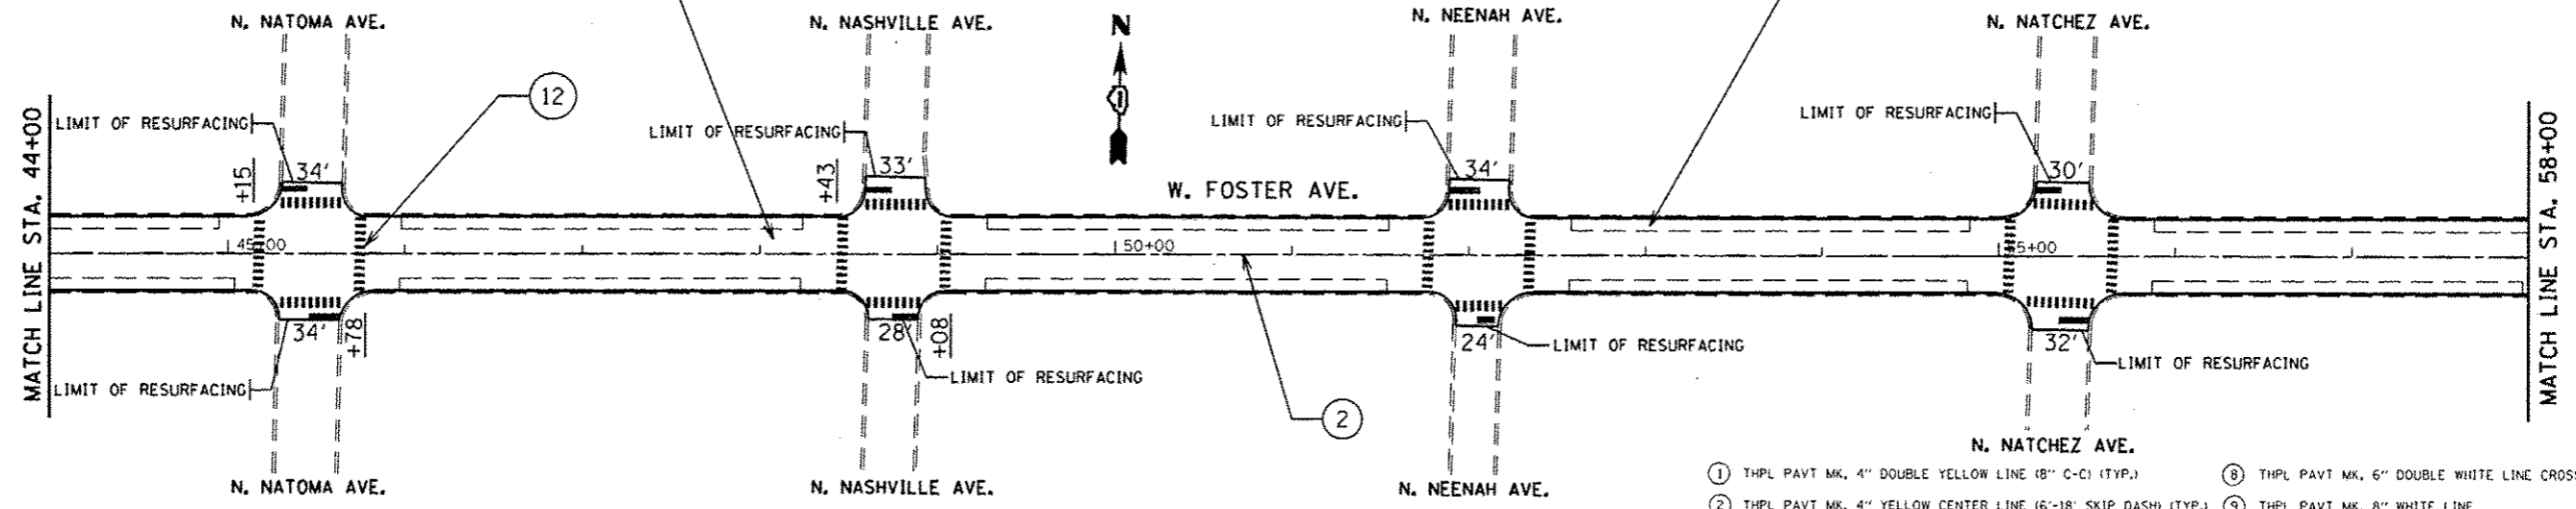 N. NATOMA AVE.
N. NASHVILLE AVE.
N
N. NEENAH AVE.
N. NATCHEZ AVE.
12
LIMIT OF RESURFACING
LIMIT OF RESURFACING
LIMIT OF RESURFACING
LIMIT OF RESURFACING
MATCH LINE STA. 44+00
+15
34'
+43
33'
34'
30'
W. FOSTER AVE.
MATCH LINE STA. 58+00
45+00
50+00
55+00
34'
+78
28'
+08
24'
32'
LIMIT OF RESURFACING
LIMIT OF RESURFACING
LIMIT OF RESURFACING
LIMIT OF RESURFACING
2
N. NATOMA AVE.
N. NASHVILLE AVE.
N. NEENAH AVE.
N. NATCHEZ AVE.
1 THPL PAVT MK, 4" DOUBLE YELLOW LINE (8" C-C) (TYP.)
8 THPL PAVT MK, 6" DOUBLE WHITE LINE CROSS
2 THPL PAVT MK, 4" YELLOW CENTER LINE (6'-18' SKIP DASH) (TYP.)
9 THPL PAVT MK, 8" WHITE LINE